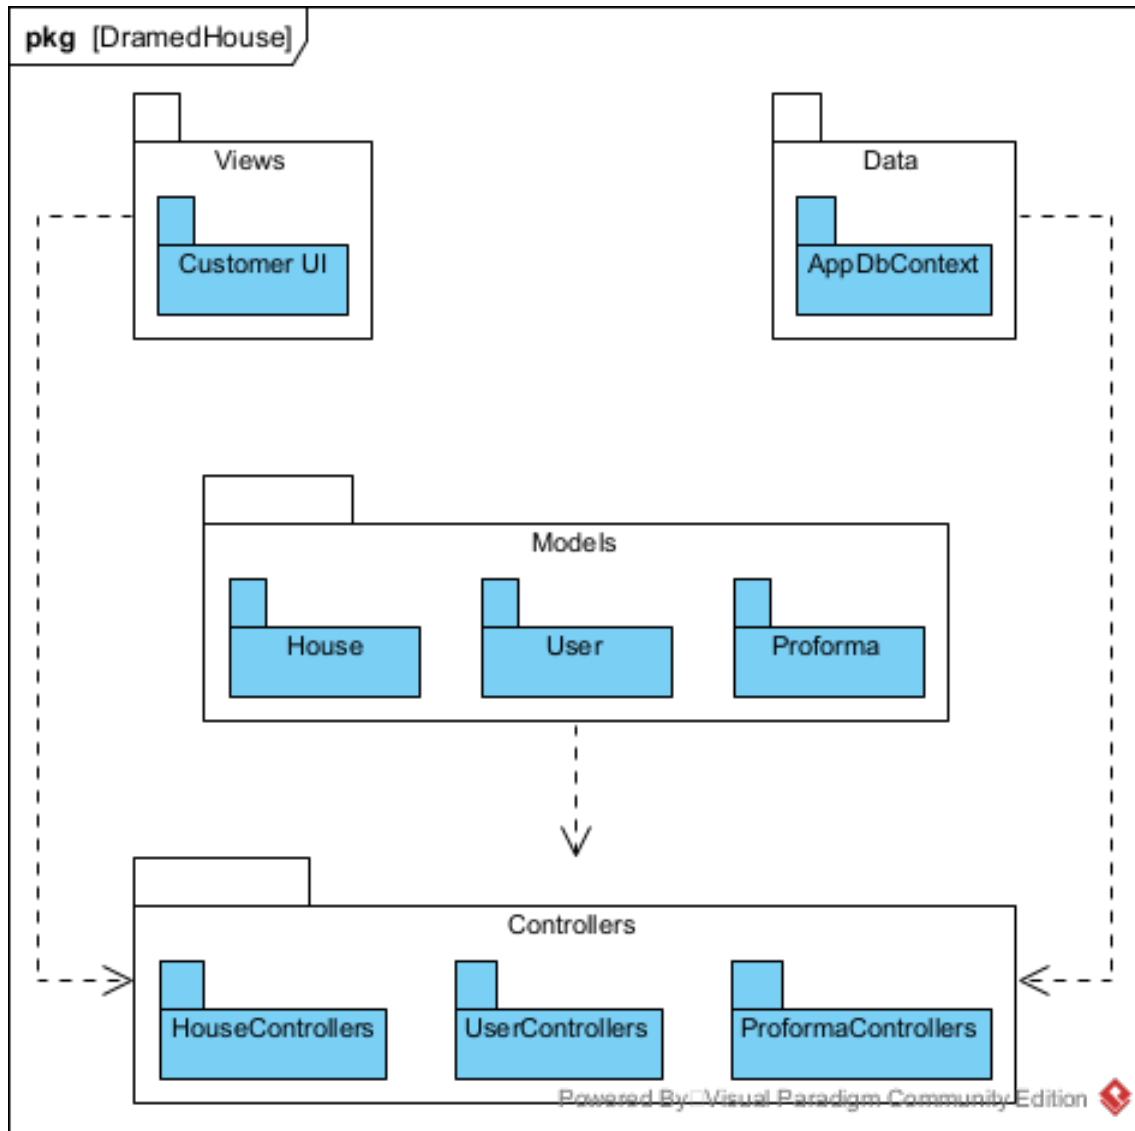 pkg [DramedHouse]
Views
Data
Customer UI
AppDbContext
Models
House
User
Proforma
Controllers
HouseControllers
UserControllers
ProformaControllers
Powered By□Visual Paradigm Community Edition